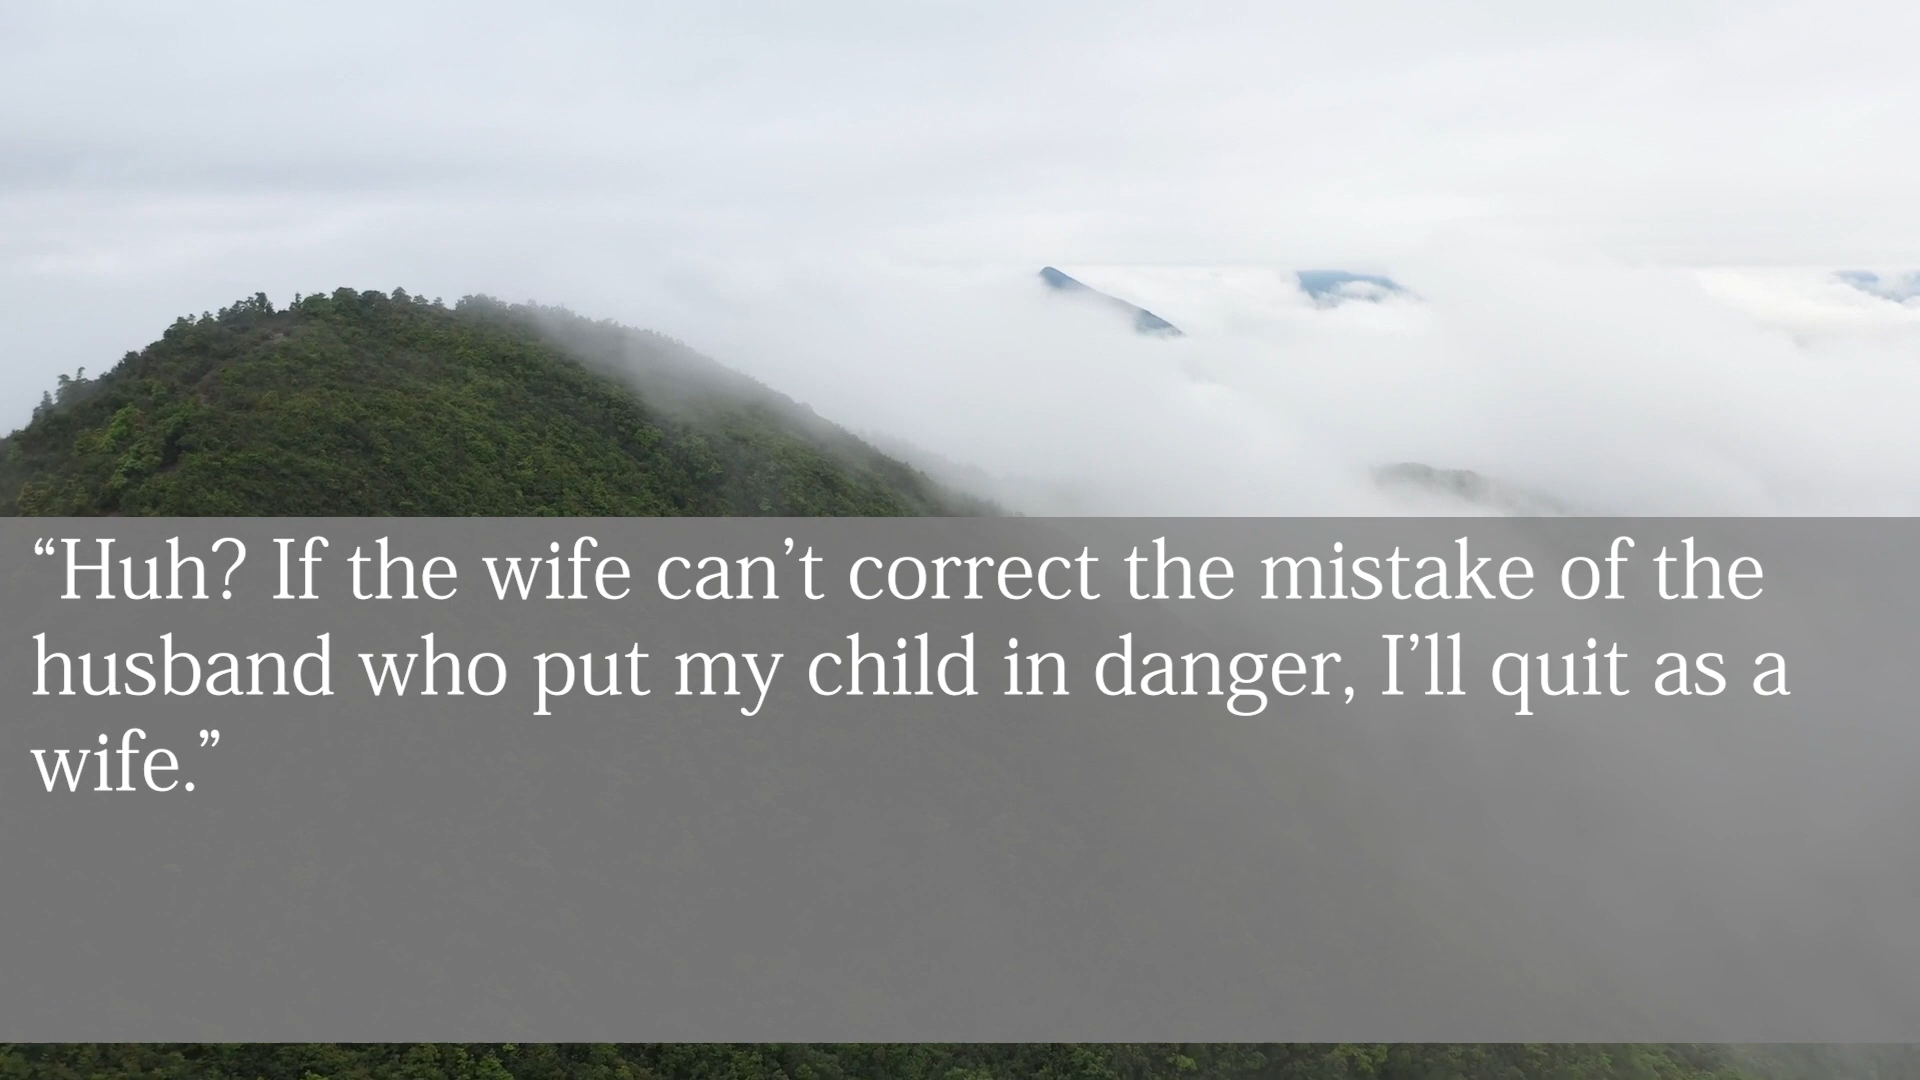 “Huh? If the wife can’t correct the mistake of the
husband who put my child in danger, I’ll quit as a
wife.”